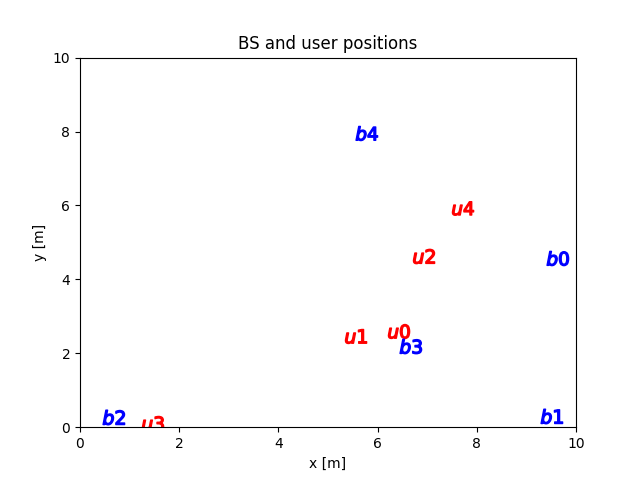 BS and user positions
10
b4
8
u4
6
u2
b0
4
y [m]
u1
u0
b3
2
b2
u3
b1
0
0 2 4 6 8 10
x [m]